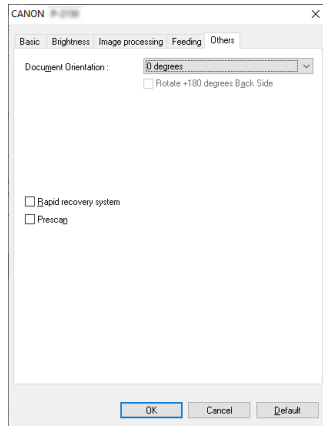 CANON
Basic Brightness Image processing Feeding Others
Document Orientation : 0 degrees
Rotate +180 degrees Back Side
Rapid recovery system
Prescan
OK Cancel Default